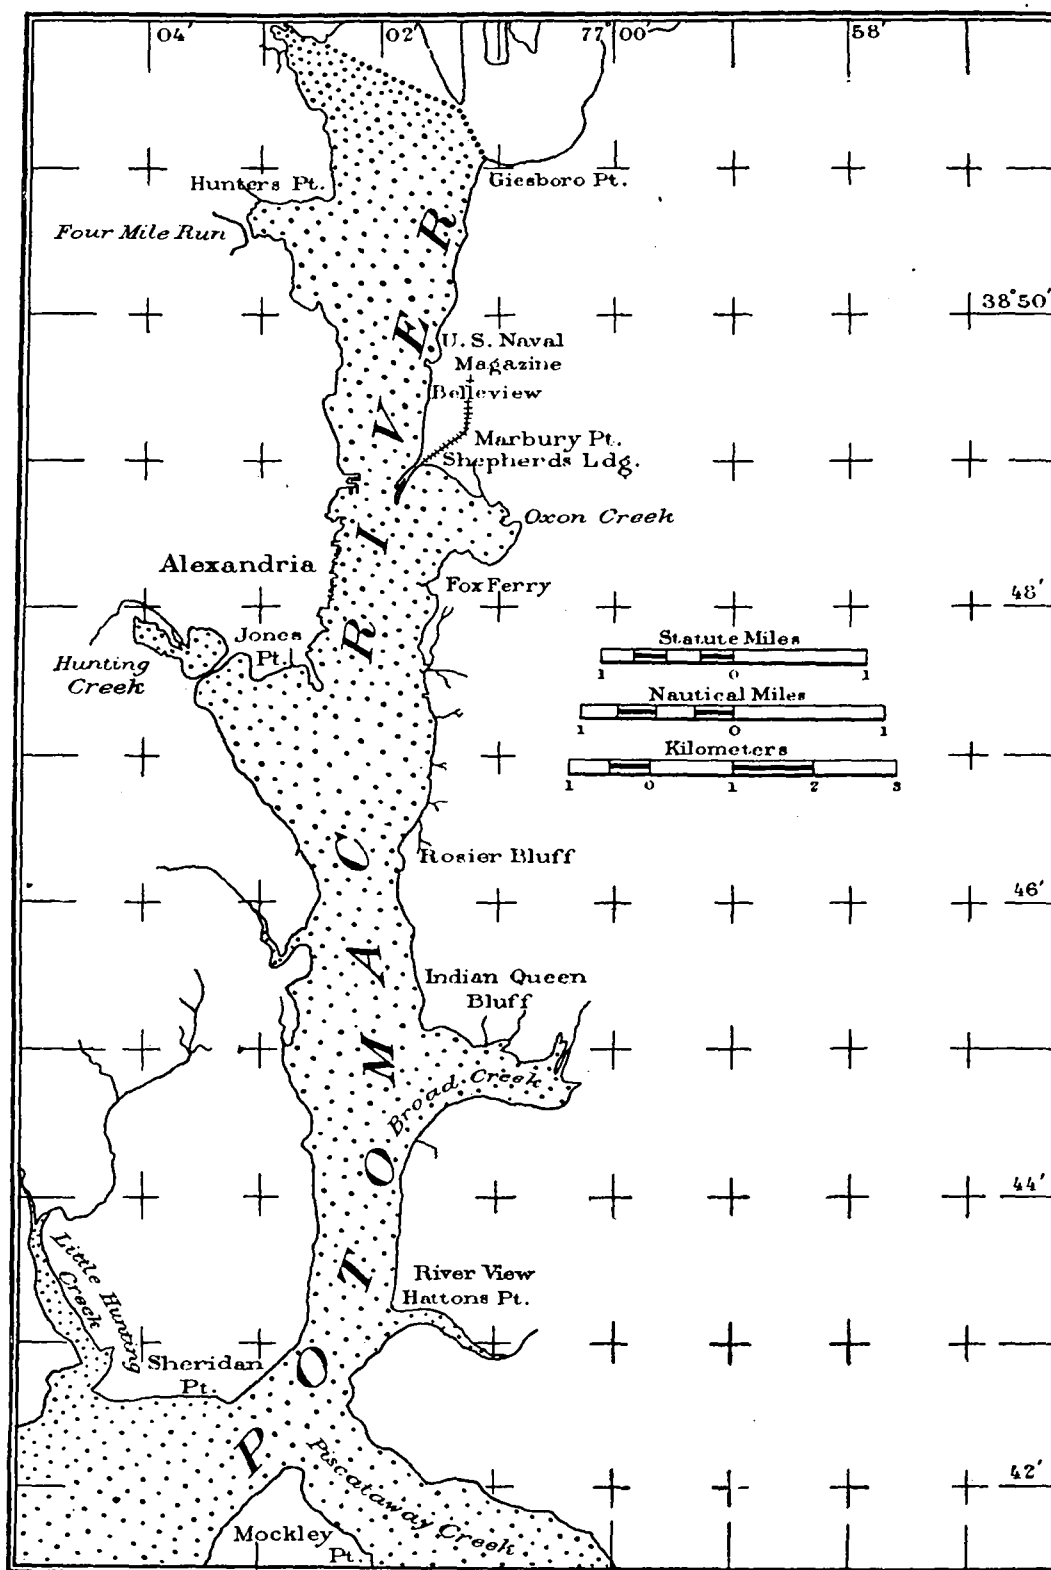 04'
02'
77°00'
58'
Hunters Pt.
Giesboro Pt.
Four Mile Run
38°50'
U.S. Naval
Magazine
Belleview
Marbury Pt.
Shepherds Ldg.
Oxon Creek
Alexandria
Fox Ferry
48'
Jones
Pt.
Hunting
Creek
Statute Miles
1 0 1
Nautical Miles
1 0 1
Kilometers
1 0 1 2 3
Rosier Bluff
46'
Indian Queen
Bluff
Broad Creek
44'
Little Hunting
Creek
River View
Hattons Pt.
Sheridan
Pt.
POTOMAC RIVER
Piscataway Creek
42'
Mockley
Pt.